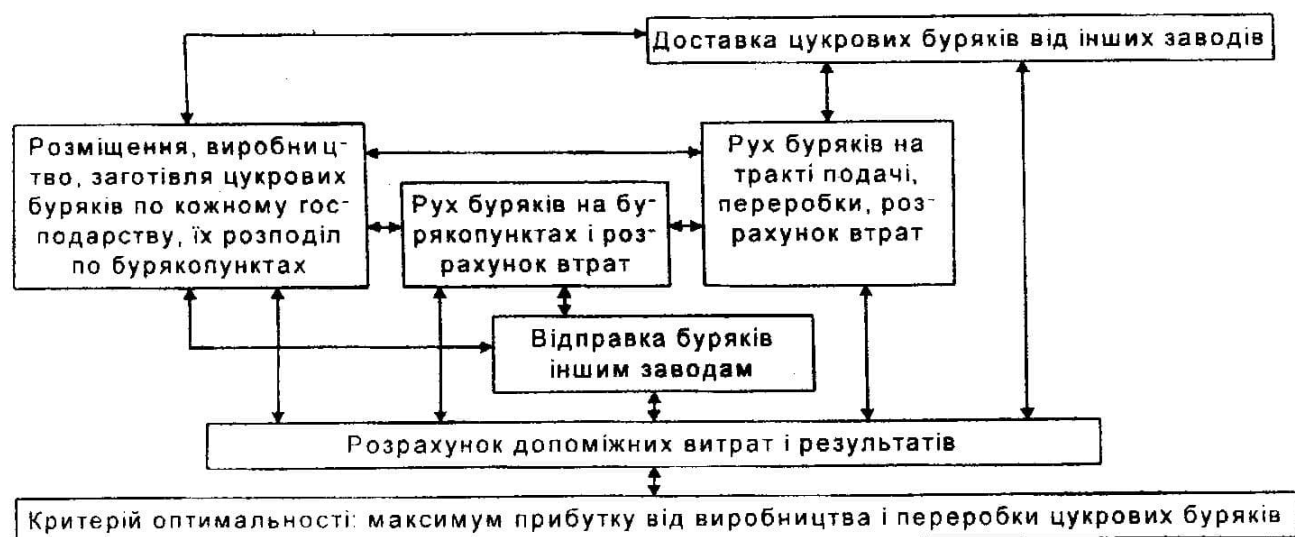 Доставка цукрових буряків від інших заводів
Розміщення, виробниц-
тво, заготівля цукрових
буряків по кожному гос-
подарству, їх розподіл
по бурякопунктах
Рух буряків на бу-
рякопунктах і роз-
рахунок втрат
Рух буряків на
тракті подачі,
переробки, роз-
рахунок втрат
Відправка буряків
іншим заводам
Розрахунок допоміжних витрат і результатів
Критерій оптимальності: максимум прибутку від виробництва і переробки цукрових буряків